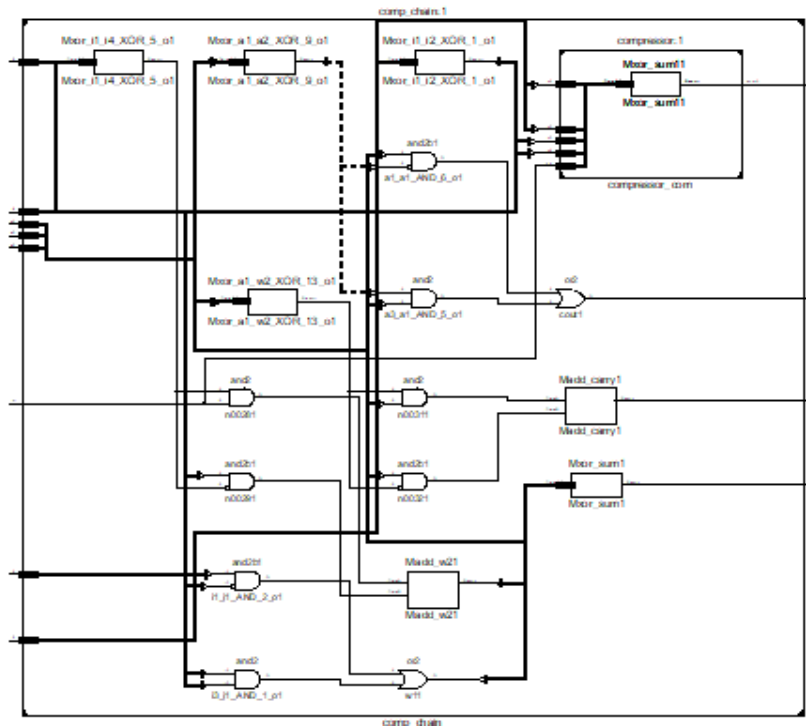 comp_chain:1
Mxor_i1_i4_XOR_5_o1
Mxor_a1_a2_XOR_9_o1
Mxor_i1_i2_XOR_1_o1
compressor:1
Mxor_sum11
Mxor_i1_i4_XOR_5_o1
Mxor_a1_a2_XOR_9_o1
Mxor_i1_i2_XOR_1_o1
Mxor_sum11
and2b1
a1_a1_AND_6_o1
compressor_com
Mxor_a1_w2_XOR_13_o1
and2
or2
Mxor_a1_w2_XOR_13_o1
a3_a1_AND_5_o1
cout1
and2
and2
Madd_carry1
n00311
Madd_carry1
and2b1
and2b1
Mxor_sum1
n00321
Mxor_sum1
and2b1
Madd_w21
i1_j1_AND_2_o1
Madd_w21
and2
or2
i3_j1_AND_1_o1
w11
comp_chain